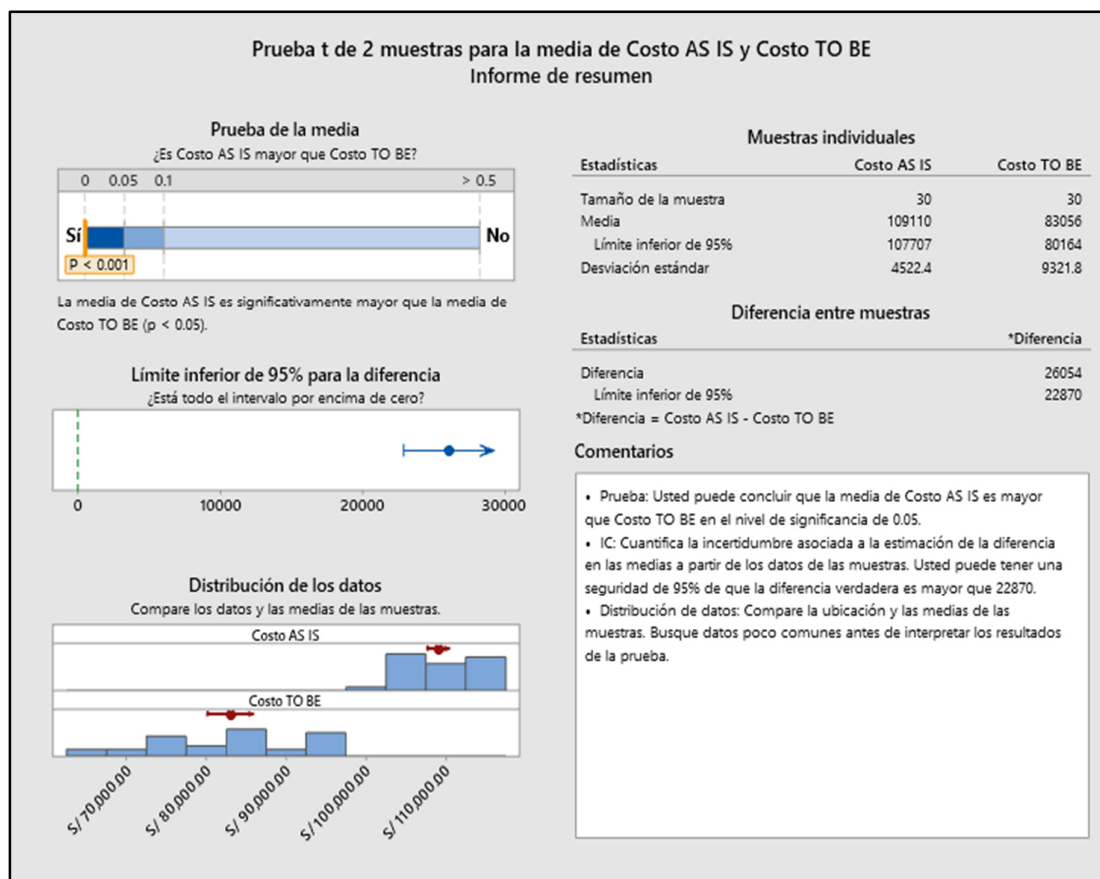 Prueba t de 2 muestras para la media de Costo AS IS y Costo TO BE
Informe de resumen
Prueba de la media
¿Es Costo AS IS mayor que Costo TO BE?
0 0.05 0.1 > 0.5
Sí No
P < 0.001
La media de Costo AS IS es significativamente mayor que la media de
Costo TO BE (p < 0.05).
Límite inferior de 95% para la diferencia
¿Está todo el intervalo por encima de cero?
0 10000 20000 30000
Distribución de los datos
Compare los datos y las medias de las muestras.
Costo AS IS
Costo TO BE
S/ 70,000.00 S/ 80,000.00 S/ 90,000.00 S/ 100,000.00 S/ 110,000.00
Muestras individuales
Estadísticas Costo AS IS Costo TO BE
Tamaño de la muestra 30 30
Media 109110 83056
Límite inferior de 95% 107707 80164
Desviación estándar 4522.4 9321.8
Diferencia entre muestras
Estadísticas *Diferencia
Diferencia 26054
Límite inferior de 95% 22870
*Diferencia = Costo AS IS - Costo TO BE
Comentarios
• Prueba: Usted puede concluir que la media de Costo AS IS es mayor
que Costo TO BE en el nivel de significancia de 0.05.
• IC: Cuantifica la incertidumbre asociada a la estimación de la diferencia
en las medias a partir de los datos de las muestras. Usted puede tener una
seguridad de 95% de que la diferencia verdadera es mayor que 22870.
• Distribución de datos: Compare la ubicación y las medias de las
muestras. Busque datos poco comunes antes de interpretar los resultados
de la prueba.